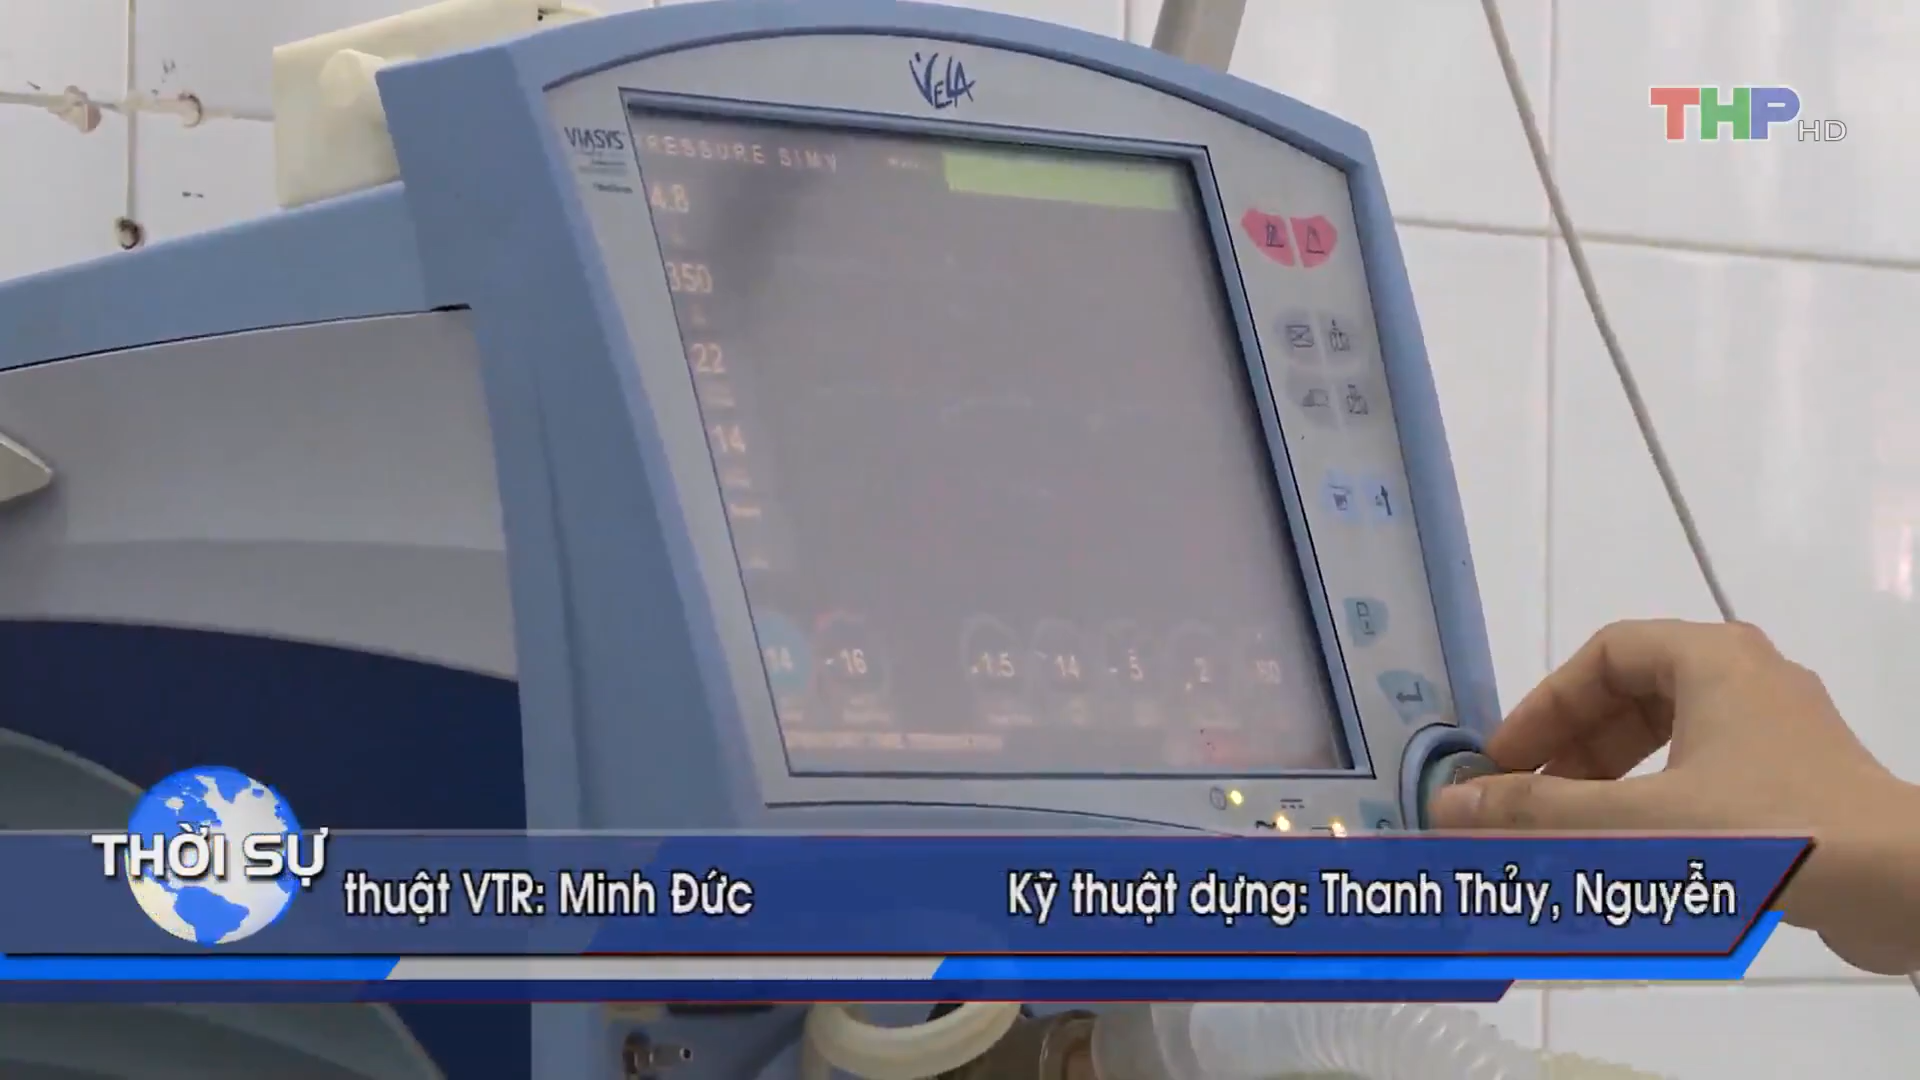 VELA
THP HD
VIASYS
PRESSURE SIMV
4.8
350
22
14
14 16 1.5 14 5 .2
THỜI SỰ
thuật VTR: Minh Đức Kỹ thuật dựng: Thanh Thủy, Nguyễn